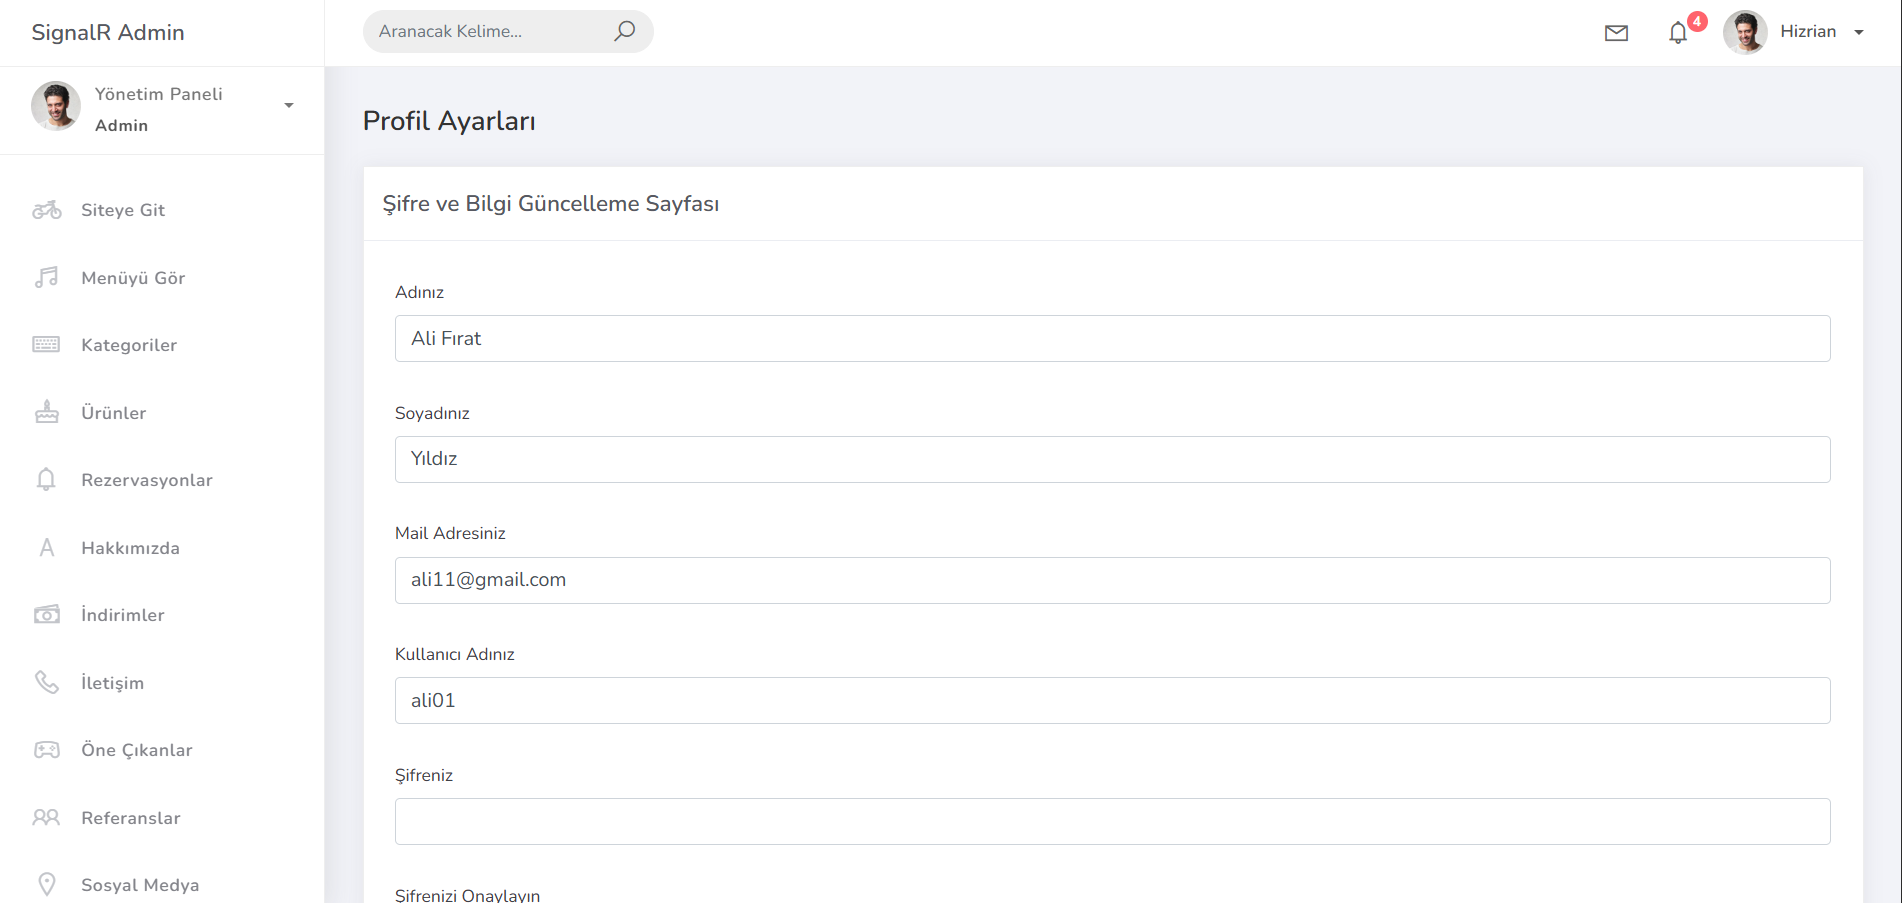 SignalR Admin
Aranacak Kelime...
4
Hizrian
Yönetim Paneli
Admin
Siteye Git
Menüyü Gör
Kategoriler
Ürünler
Rezervasyonlar
Hakkımızda
İndirimler
İletişim
Öne Çıkanlar
Referanslar
Sosyal Medya
Profil Ayarları
Şifre ve Bilgi Güncelleme Sayfası
Adınız
Ali Fırat
Soyadınız
Yıldız
Mail Adresiniz
ali11@gmail.com
Kullanıcı Adınız
ali01
Şifreniz
Şifrenizi Onaylayın